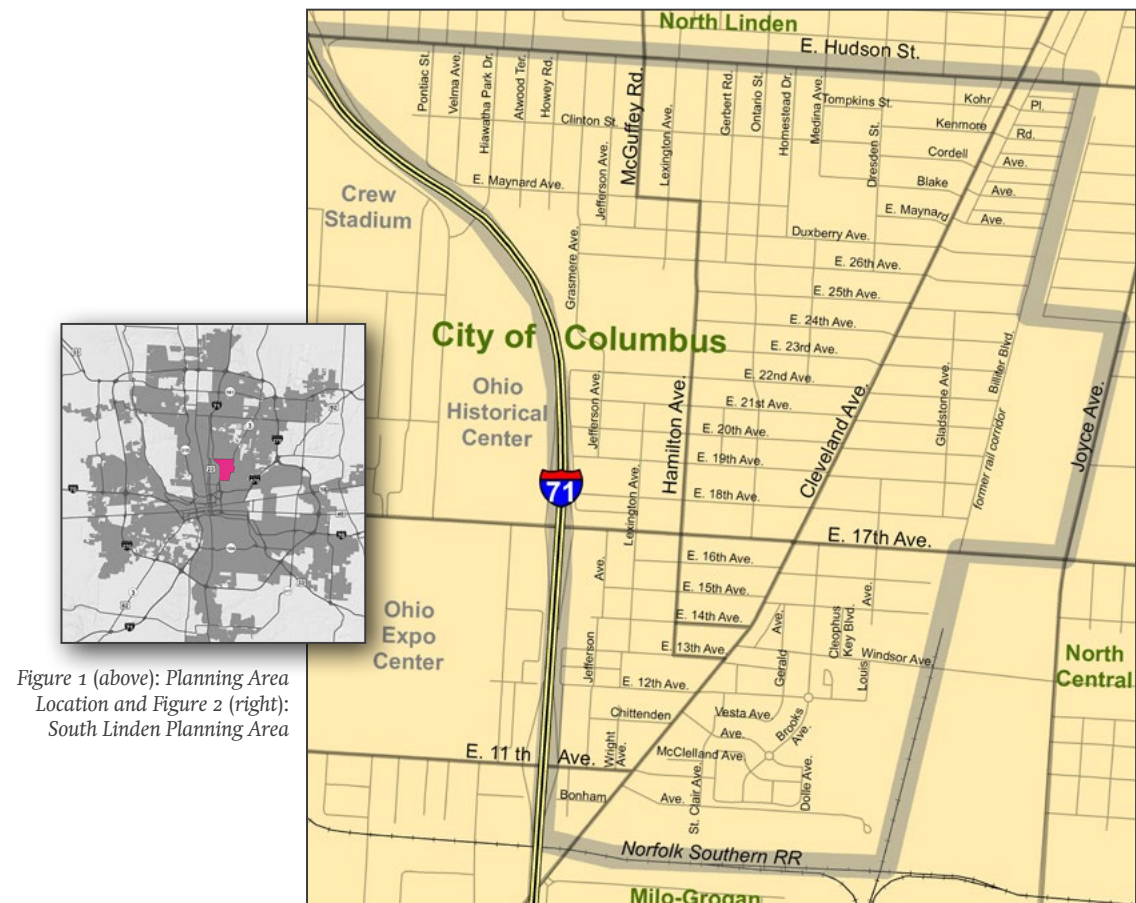 North Linden
E. Hudson St.
Pontiac St.
Velma Ave.
Hiawatha Park Dr.
Atwood Ter.
Howey Rd.
Clinton St.
McGuffey Rd.
Lexington Ave.
Gerbert Rd.
Ontario St.
Homestead Dr.
Medina Ave.
Tompkins St.
Dresden St.
Kohr
Pl.
Kenmore
Rd.
Cordell
Ave.
Blake
Ave.
E. Maynard
Ave.
E. Maynard Ave.
Jefferson Ave.
Crew
Stadium
Grasmere Ave.
Duxberry Ave.
E. 26th Ave.
E. 25th Ave.
E. 24th Ave.
E. 23rd Ave.
E. 22nd Ave.
E. 21st Ave.
E. 20th Ave.
E. 19th Ave.
E. 18th Ave.
City of Columbus
Ohio
Historical
Center
Jefferson Ave.
Hamilton Ave.
Cleveland Ave.
Gladstone Ave.
Billiter Blvd.
former rail corridor
Joyce Ave.
71
Lexington Ave.
E. 17th Ave.
E. 16th Ave.
E. 15th Ave.
E. 14th Ave.
E. 13th Ave.
E. 12th Ave.
Ave.
Jefferson
Ohio
Expo
Center
Gerald
Ave.
Cleophus
Key Blvd.
Louis
Ave.
Windsor Ave.
North
Central
Chittenden
Ave.
Vesta Ave.
Brooks
Ave.
McClelland Ave.
Wright
Ave.
E. 11 th
Ave.
Bonham
Ave.
St. Clair Ave.
Dolle Ave.
Norfolk Southern RR
Milo-Grogan
Figure 1 (above): Planning Area
Location and Figure 2 (right):
South Linden Planning Area